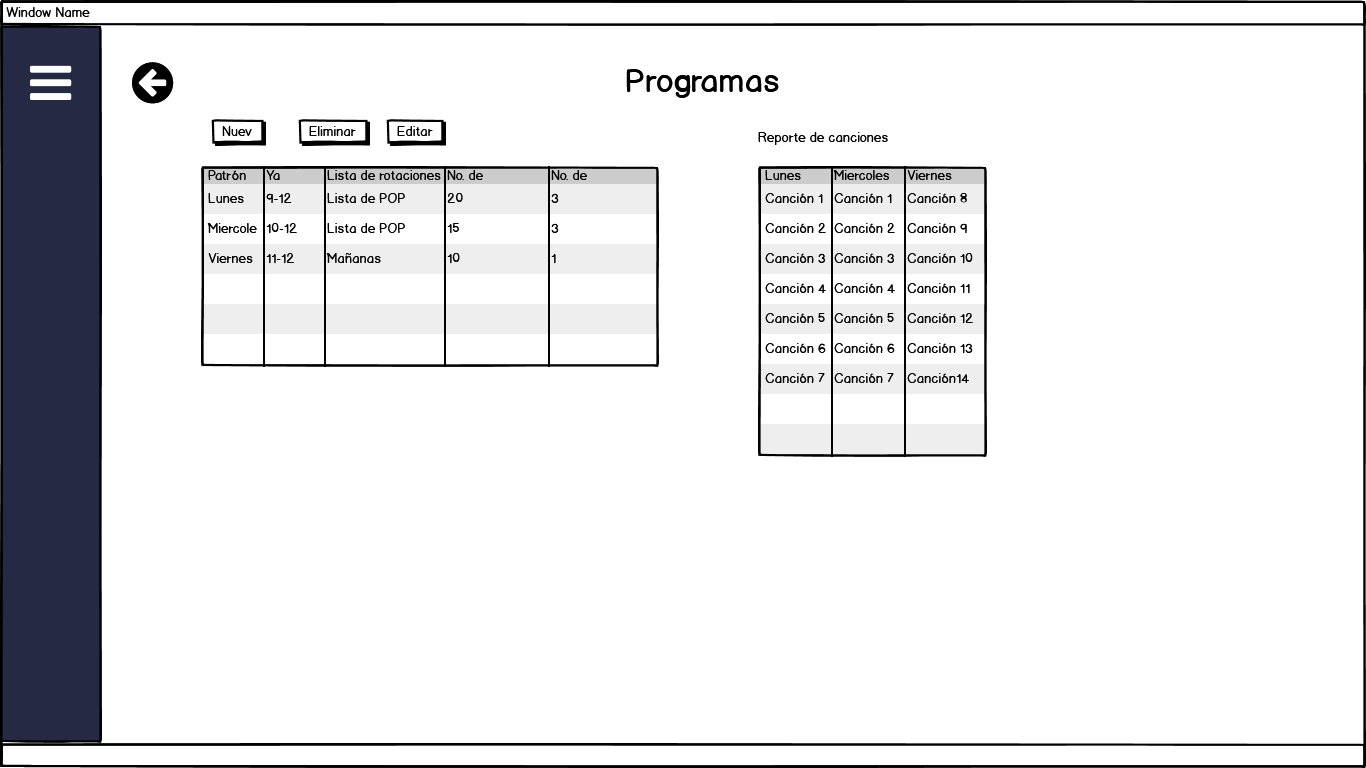 Window Name
Programas
Nuev Eliminar Editar
Reporte de canciones
Patrón Ya Lista de rotaciones No. de No. de
Lunes 9-12 Lista de POP 20 3
Miercole 10-12 Lista de POP 15 3
Viernes 11-12 Mañanas 10 1
Lunes Miercoles Viernes
Canción 1 Canción 1 Canción 8
Canción 2 Canción 2 Canción 9
Canción 3 Canción 3 Canción 10
Canción 4 Canción 4 Canción 11
Canción 5 Canción 5 Canción 12
Canción 6 Canción 6 Canción 13
Canción 7 Canción 7 Canción14